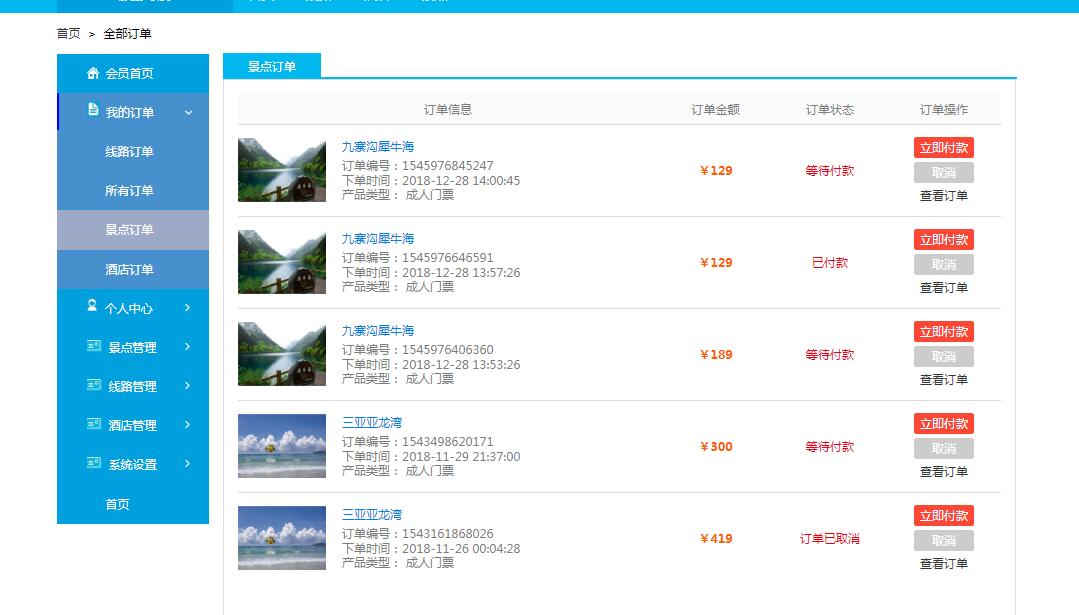 首页 > 全部订单
会员首页
我的订单
线路订单
所有订单
景点订单
酒店订单
个人中心
景点管理
线路管理
酒店管理
系统设置
首页
景点订单
订单信息 订单金额 订单状态 订单操作
九寨沟犀牛海
订单编号：1545976845247
下单时间：2018-12-28 14:00:45
产品类型： 成人门票
￥129
等待付款
立即付款
取消
查看订单
九寨沟犀牛海
订单编号：1545976646591
下单时间：2018-12-28 13:57:26
产品类型： 成人门票
￥129
已付款
立即付款
取消
查看订单
九寨沟犀牛海
订单编号：1545976406360
下单时间：2018-12-28 13:53:26
产品类型： 成人门票
￥189
等待付款
立即付款
取消
查看订单
三亚亚龙湾
订单编号：1543498620171
下单时间：2018-11-29 21:37:00
产品类型： 成人门票
￥300
等待付款
立即付款
取消
查看订单
三亚亚龙湾
订单编号：1543161868026
下单时间：2018-11-26 00:04:28
产品类型： 成人门票
￥419
订单已取消
立即付款
取消
查看订单